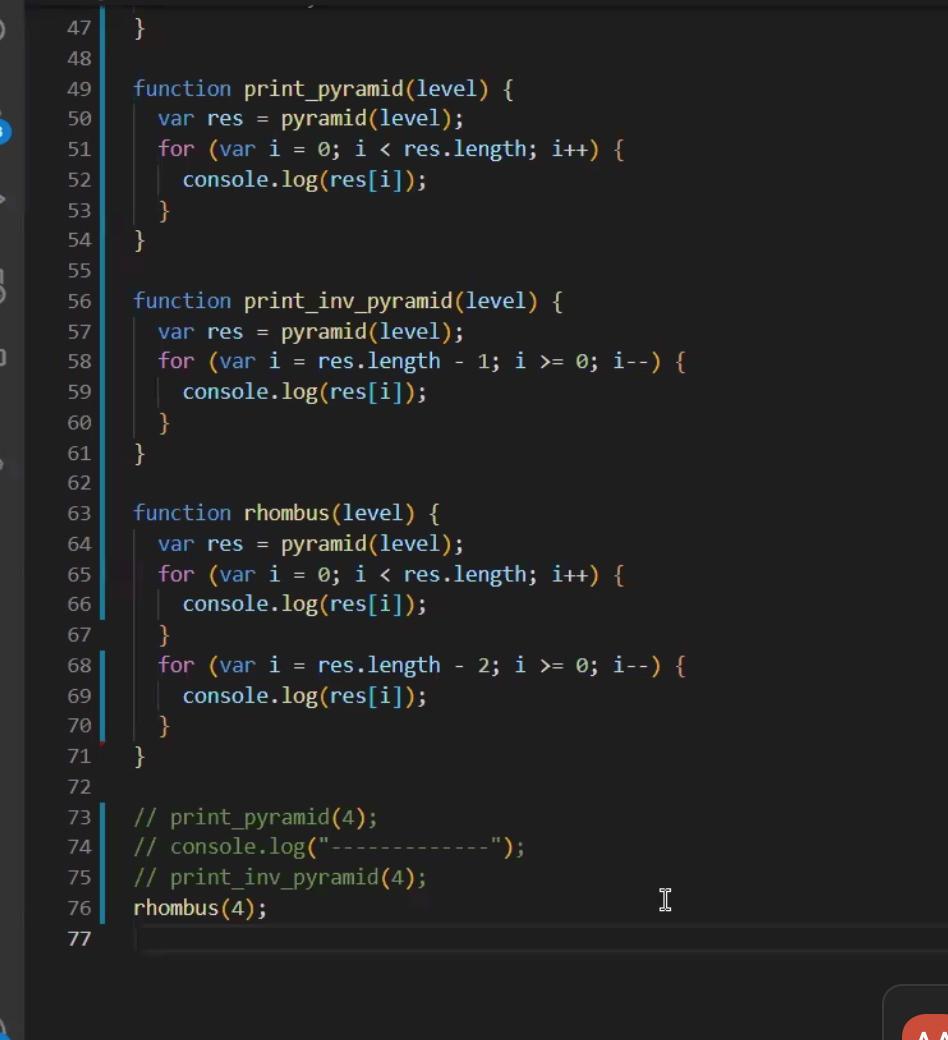 47 }
48
49 function print_pyramid(level) {
50 var res = pyramid(level);
51 for (var i = 0; i < res.length; i++) {
52 console.log(res[i]);
53 }
54 }
55
56 function print_inv_pyramid(level) {
57 var res = pyramid(level);
58 for (var i = res.length - 1; i >= 0; i--) {
59 console.log(res[i]);
60 }
61 }
62
63 function rhombus(level) {
64 var res = pyramid(level);
65 for (var i = 0; i < res.length; i++) {
66 console.log(res[i]);
67 }
68 for (var i = res.length - 2; i >= 0; i--) {
69 console.log(res[i]);
70 }
71 }
72
73 // print_pyramid(4);
74 // console.log("-------------");
75 // print_inv_pyramid(4);
76 rhombus(4);
77